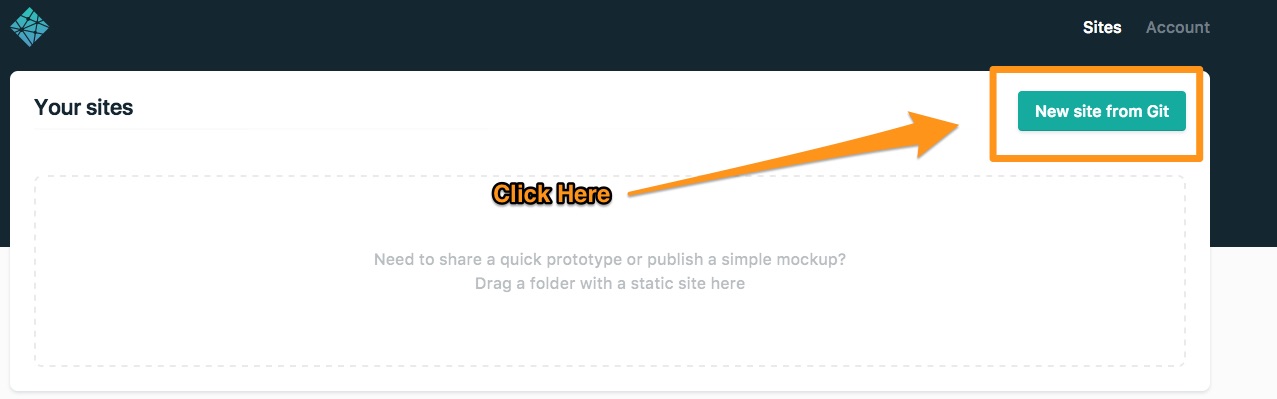 Sites Account
Your sites
New site from Git
Click Here
Need to share a quick prototype or publish a simple mockup?
Drag a folder with a static site here